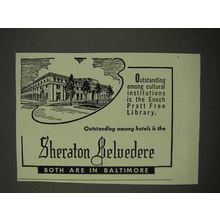 Outstanding
among cultural
institutions
is the Enoch
Pratt Free
Library.
Outstanding among hotels is the
Sheraton Belvedere
BOTH ARE IN BALTIMORE